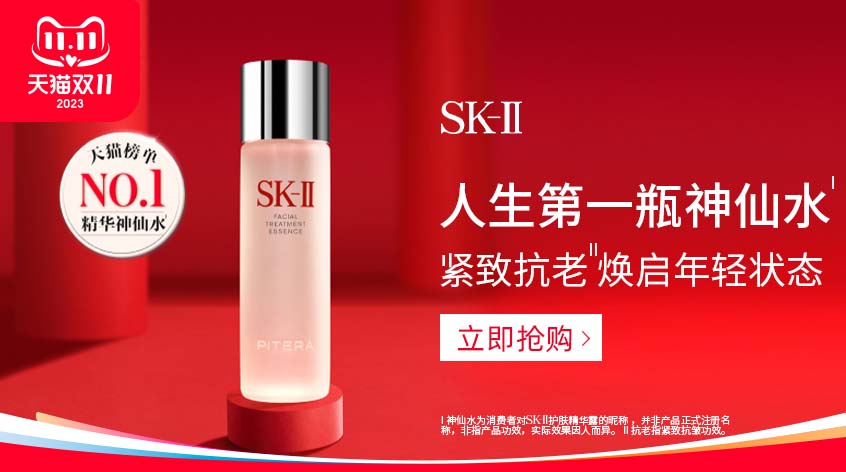 11.11
天猫双11
2023
天猫榜单
NO.1
精华神仙水I
SK-II
FACIAL
TREATMENT
ESSENCE
PITERA
SK-II
人生第一瓶神仙水I
紧致抗老II焕启年轻状态
立即抢购 >
I 神仙水为消费者对SK-II护肤精华露的昵称，并非产品正式注册名
称，非指产品功效，实际效果因人而异。 II 抗老指紧致抗皱功效。